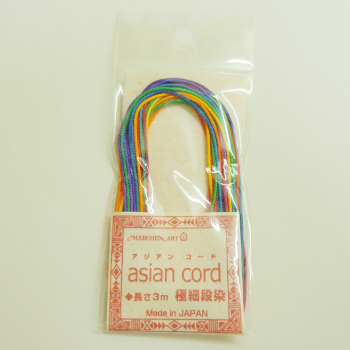 MARCHEN ART
アジアン コード
asian cord
◆長さ3m 極細段染
Made in JAPAN